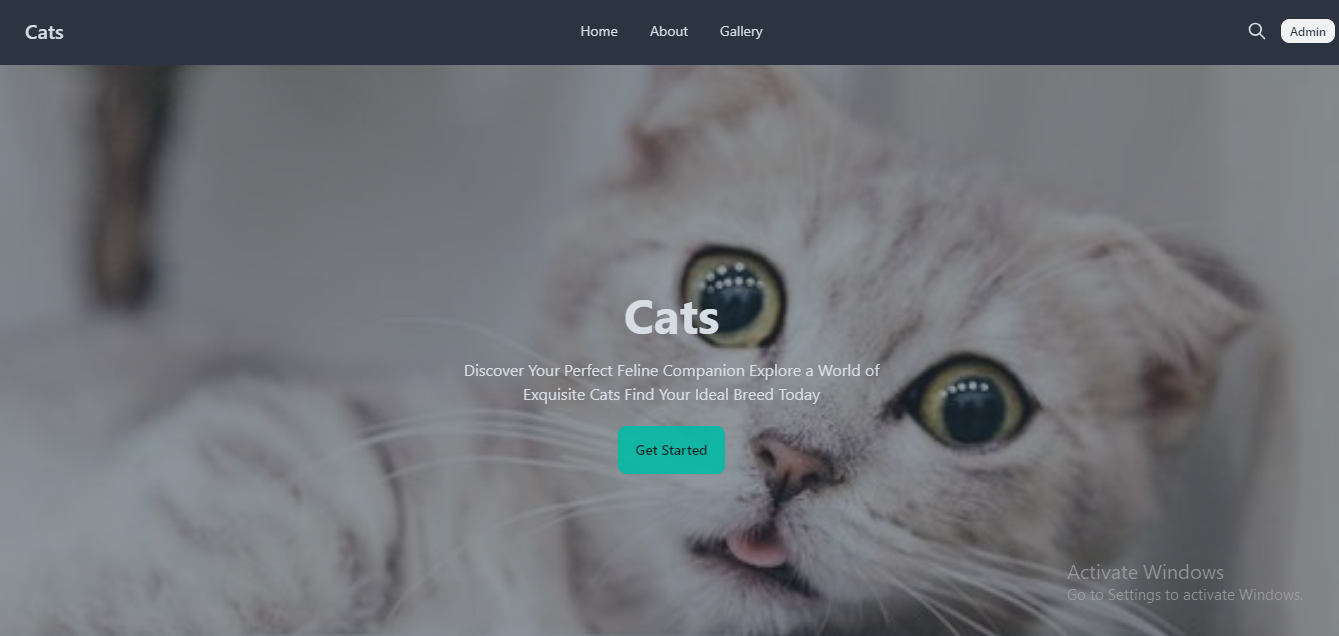 Cats
Home
About
Gallery
Admin
Cats
Discover Your Perfect Feline Companion Explore a World of
Exquisite Cats Find Your Ideal Breed Today
Get Started
Activate Windows
Go to Settings to activate Windows.